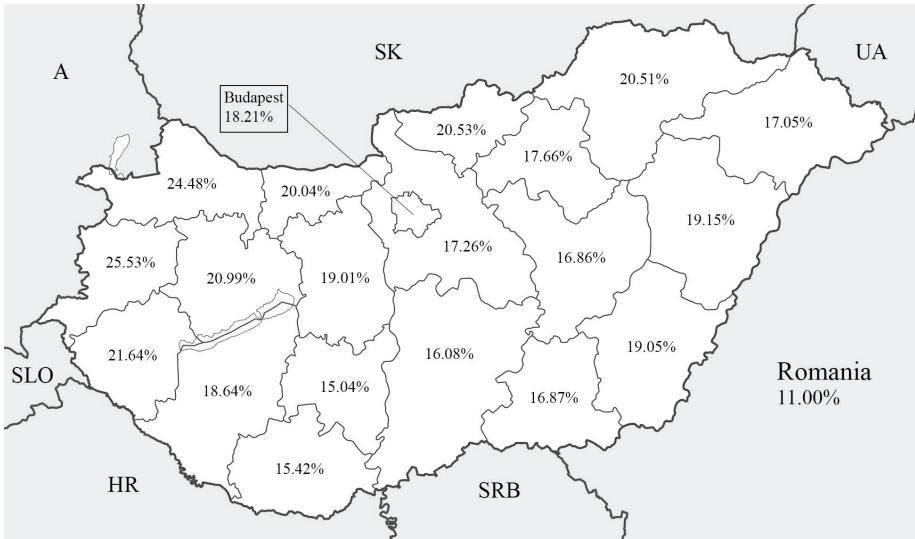 SK
UA
A
20.51%
Budapest
18.21%
20.53%
17.05%
17.66%
24.48%
20.04%
19.15%
17.26%
16.86%
25.53%
20.99%
19.01%
19.05%
16.08%
21.64%
SLO
18.64%
15.04%
Romania
11.00%
16.87%
15.42%
HR
SRB